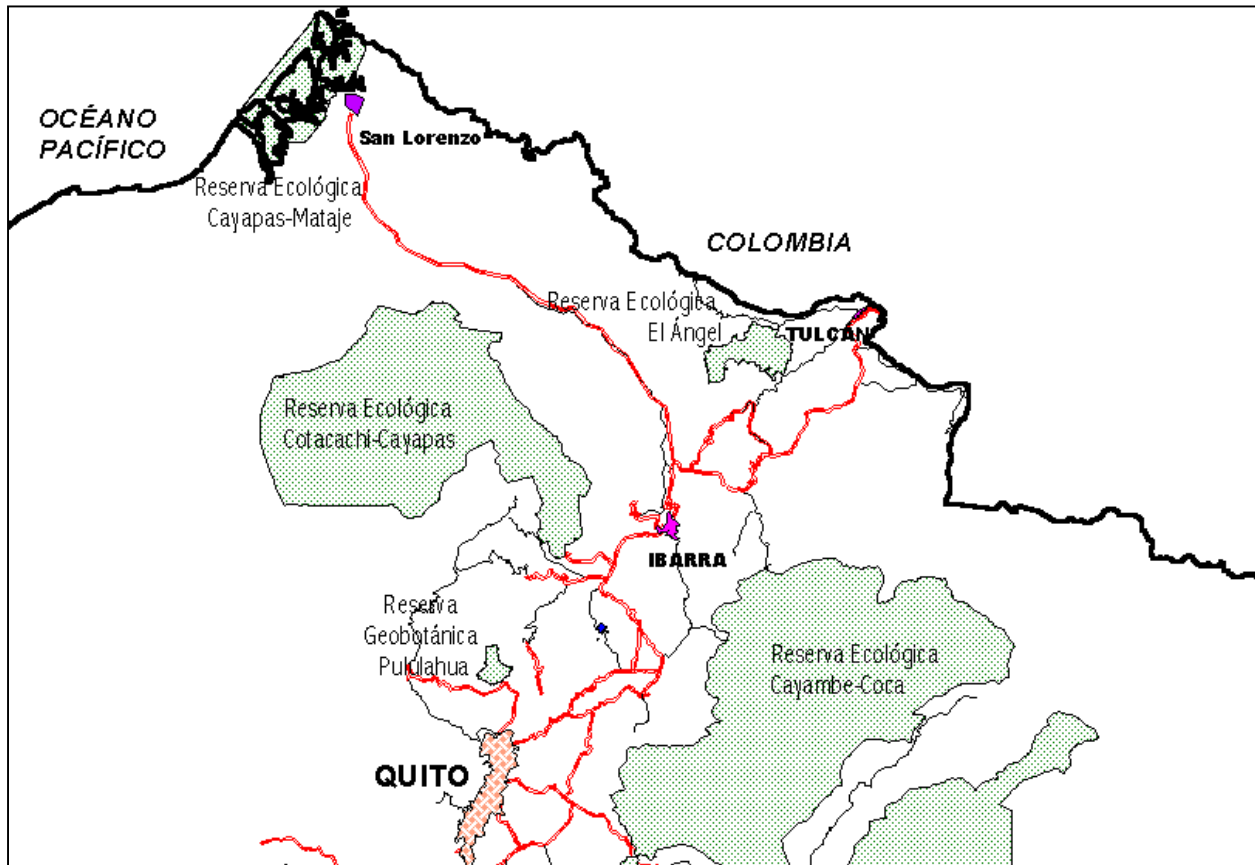 OCÉANO
PACÍFICO
San Lorenzo
Reserva Ecológica
Cayapas-Mataje
COLOMBIA
Reserva Ecológica
El Ángel
TULCÁN
Reserva Ecológica
Cotacachi-Cayapas
IBARRA
Reserva
Geobotánica
Pululahua
Reserva Ecológica
Cayambe-Coca
QUITO